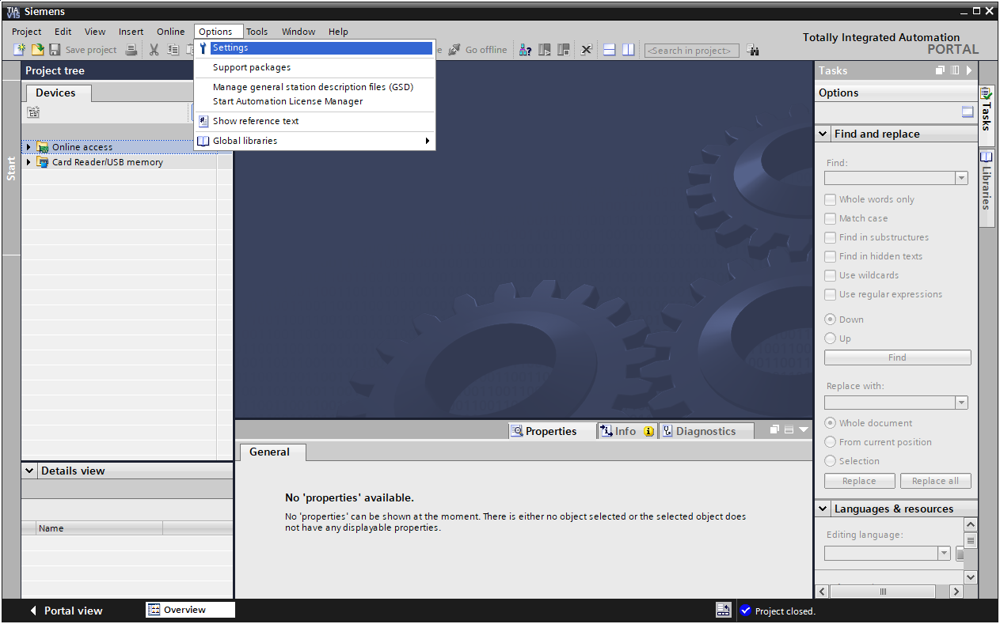 TIA
V15
Siemens
Project Edit View Insert Online Options Tools Window Help
Totally Integrated Automation
PORTAL
Save project
Go offline
<Search in project>
Settings
Support packages
Manage general station description files (GSD)
Start Automation License Manager
Show reference text
Global libraries
Start
Project tree
Devices
Online access
Card Reader/USB memory
Details view
Name
Properties
Info
Diagnostics
General
No 'properties' available.
No 'properties' can be shown at the moment. There is either no object selected or the selected object does
not have any displayable properties.
Tasks
Options
Find and replace
Find:
Whole words only
Match case
Find in substructures
Find in hidden texts
Use wildcards
Use regular expressions
Down
Up
Find
Replace with:
Whole document
From current position
Selection
Replace
Replace all
Languages & resources
Editing language:
Tasks
Libraries
Portal view
Overview
Project closed.